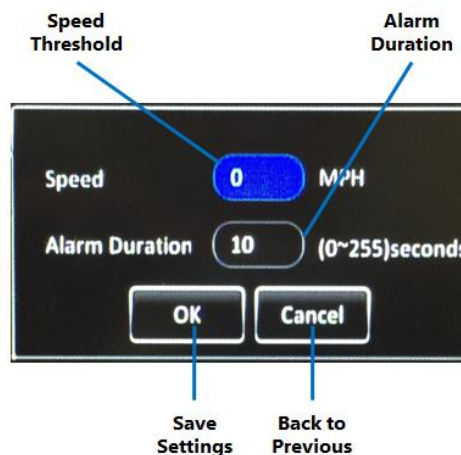 Speed
Threshold
Alarm
Duration
Speed 0 MPH
Alarm Duration 10 (0~255)seconds
OK Cancel
Save
Settings
Back to
Previous